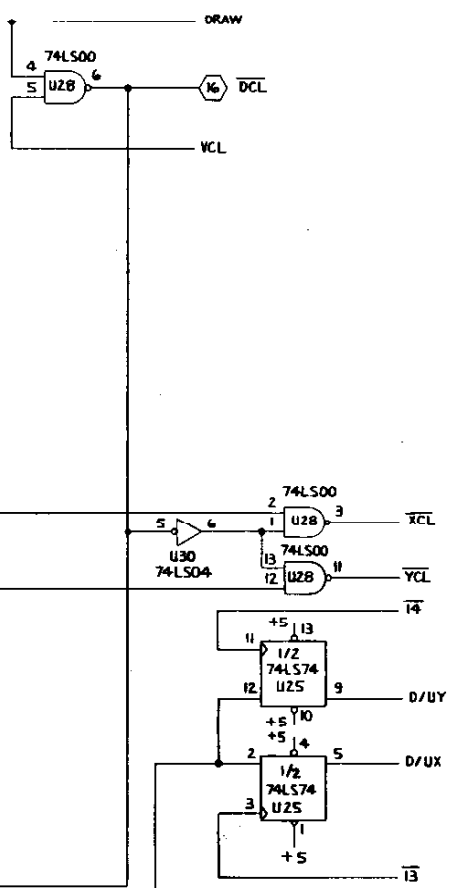 DRAW
74LS00
4
U28
6
5
16
DCL
VCL
74LS00
2
U28
3
XCL
1
5
6
U30
74LS04
74LS00
13
U28
11
YCL
12
14
+5
13
11
1/2
74LS74
U25
12
9
D/UY
+5
10
+5
4
2
5
D/UX
1/2
74LS74
U25
3
1
+5
13